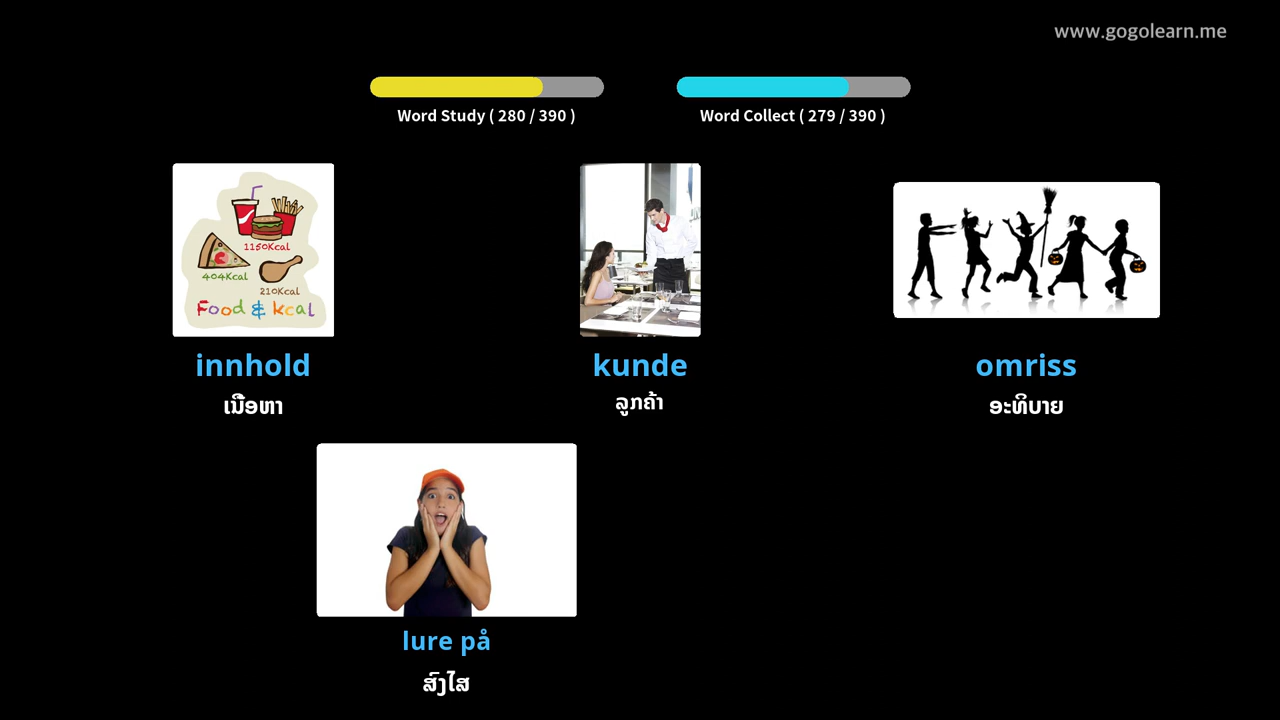 www.gogolearn.me
Word Study ( 280 / 390 )
Word Collect ( 279 / 390 )
1150Kcal
404Kcal
210Kcal
Food & kcal
innhold
ເນື້ອຫາ
kunde
ລູກຄ້າ
omriss
ອະທິບາຍ
lure på
ສົງໄສ